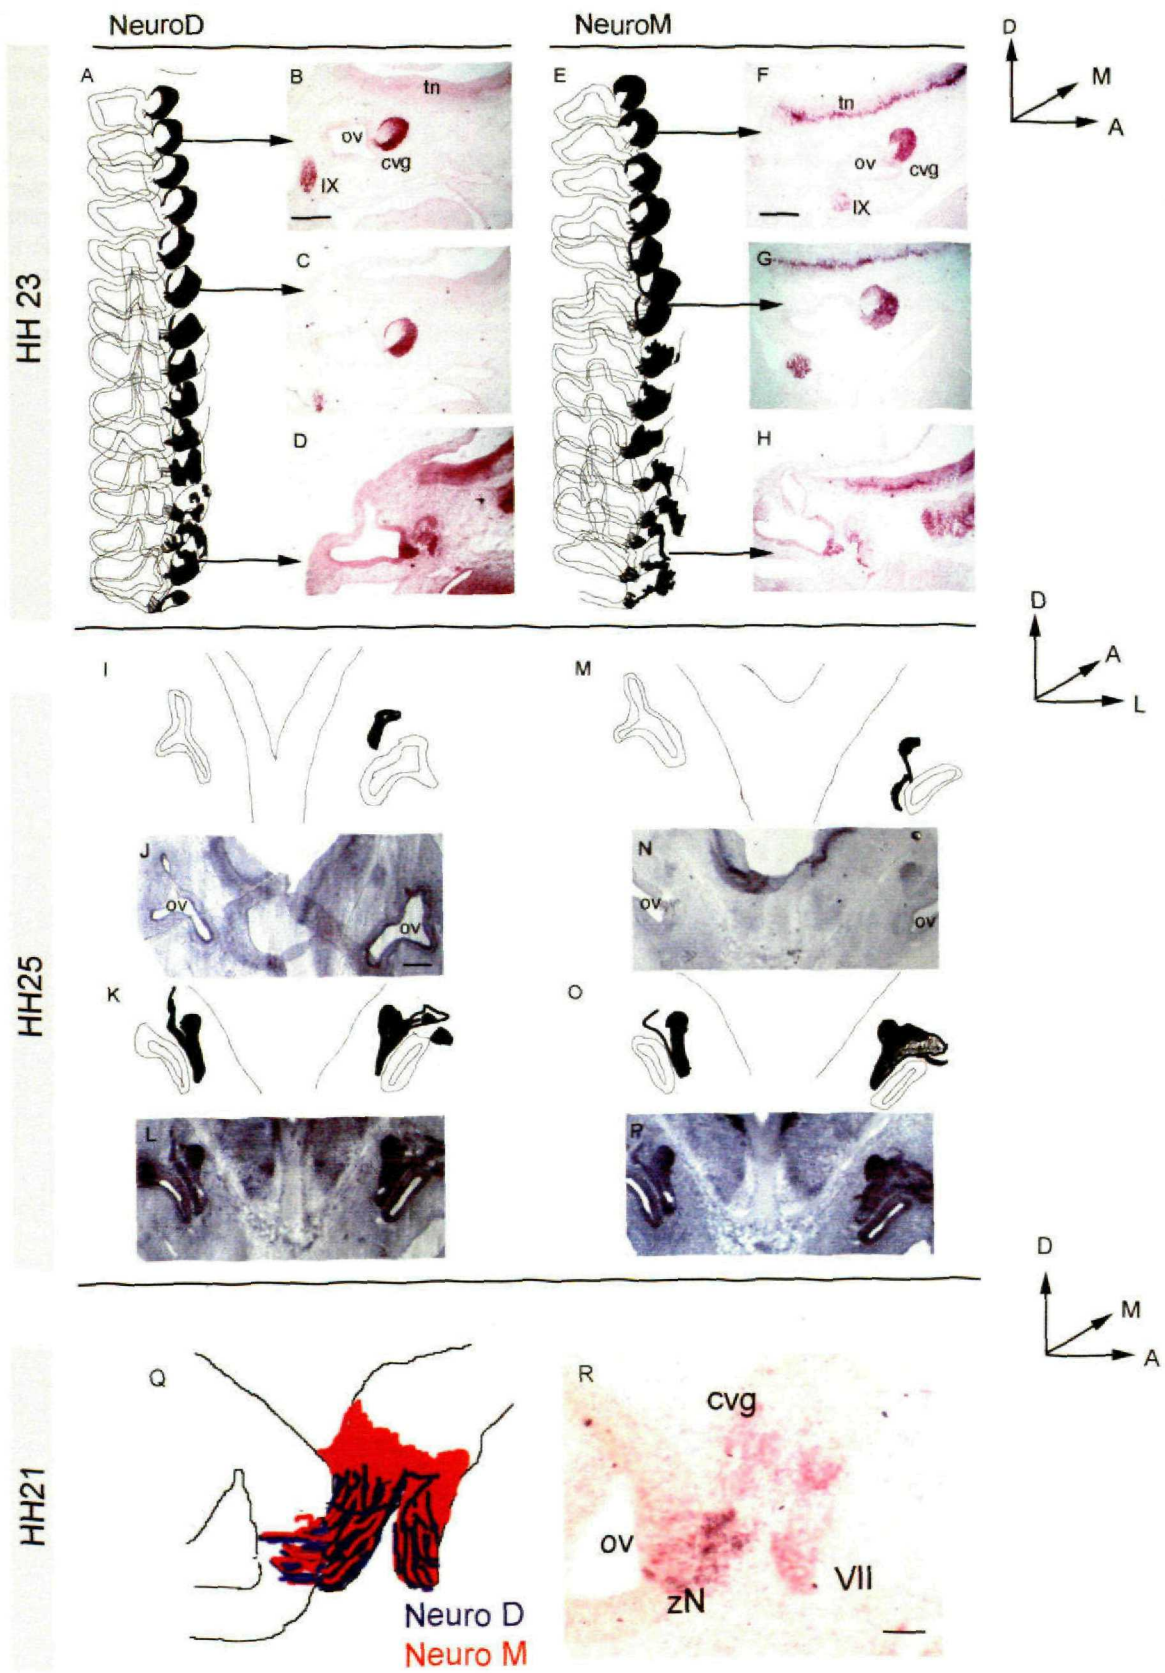 NeuroD
NeuroM
HH 23
A
B
tn
ov
cvg
IX
C
D
E
F
tn
ov
cvg
IX
G
H
D
M
A
HH25
I
J
ov
ov
K
L
M
N
ov
ov
O
P
D
A
L
HH21
Q
Neuro D
Neuro M
R
cvg
ov
zN
VII
D
M
A